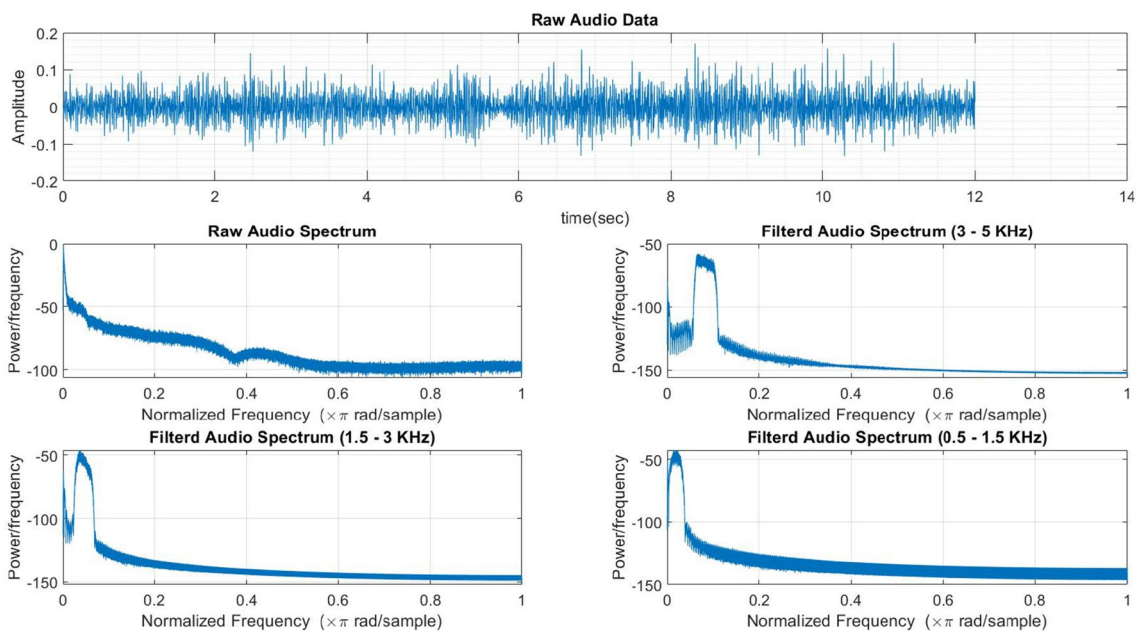 Raw Audio Data
0.2
0.1
0
-0.1
-0.2
Amplitude
0 2 4 6 8 10 12 14
time(sec)
Raw Audio Spectrum
0
-50
-100
Power/frequency
0 0.2 0.4 0.6 0.8 1
Normalized Frequency (×π rad/sample)
Filterd Audio Spectrum (3 - 5 KHz)
-50
-100
-150
Power/frequency
0 0.2 0.4 0.6 0.8 1
Normalized Frequency (×π rad/sample)
Filterd Audio Spectrum (1.5 - 3 KHz)
-50
-100
-150
Power/frequency
0 0.2 0.4 0.6 0.8 1
Normalized Frequency (×π rad/sample)
Filterd Audio Spectrum (0.5 - 1.5 KHz)
-50
-100
-150
Power/frequency
0 0.2 0.4 0.6 0.8 1
Normalized Frequency (×π rad/sample)